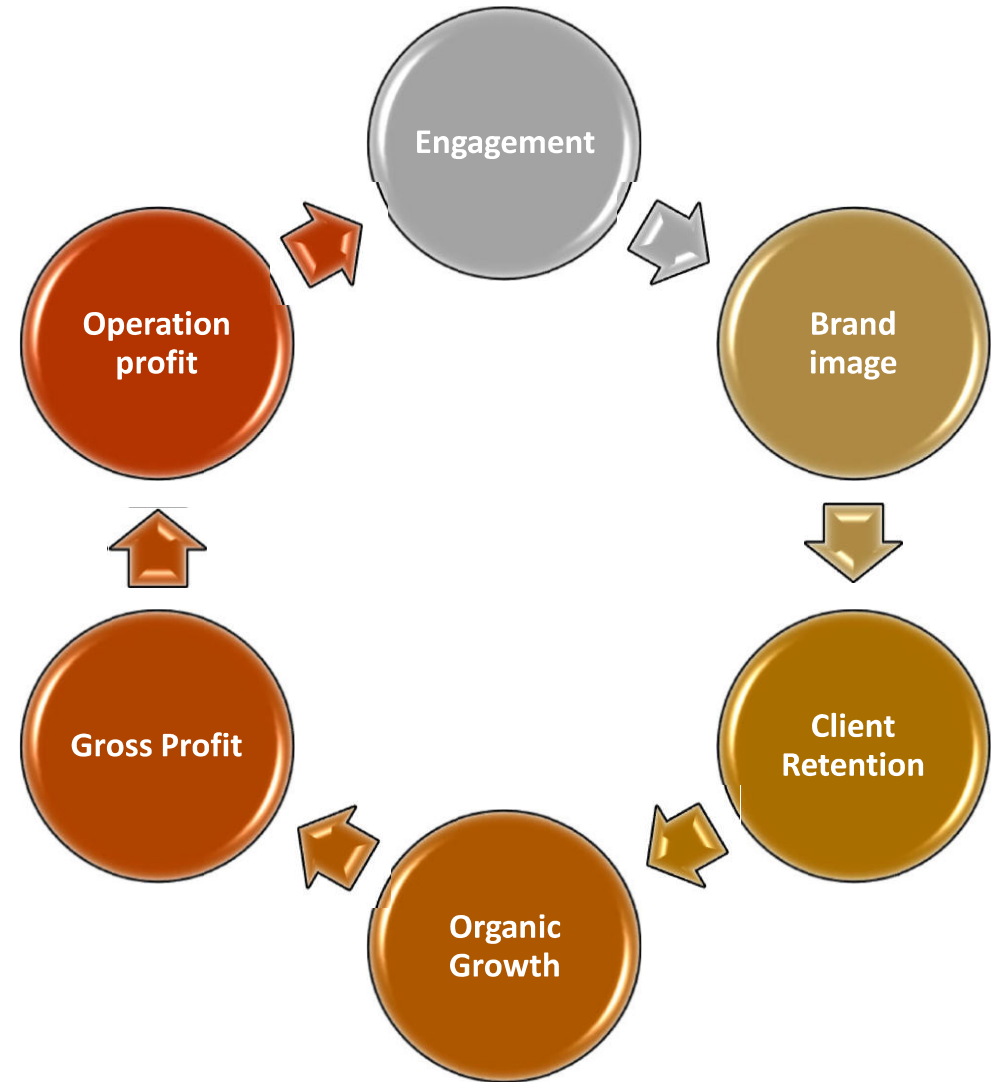 Engagement
Brand
image
Client
Retention
Organic
Growth
Gross Profit
Operation
profit